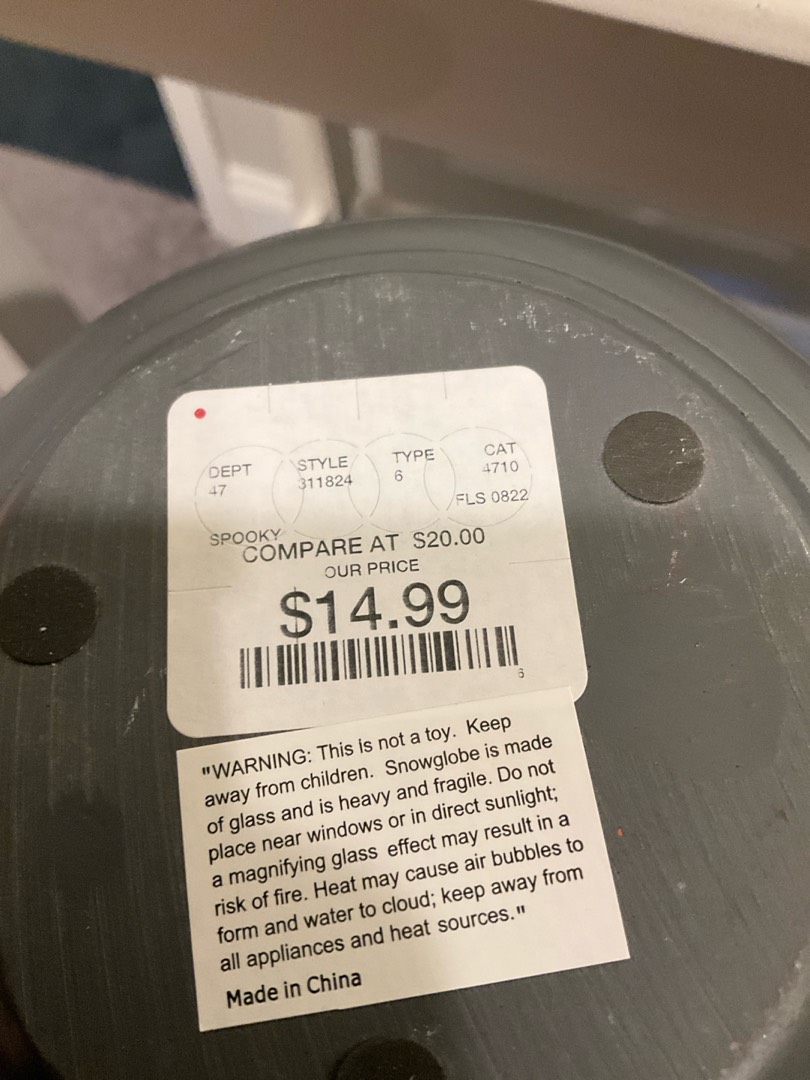 DEPT STYLE TYPE CAT
47 311824 6 4710
FLS 0822
SPOOKY
COMPARE AT $20.00
OUR PRICE
$14.99
6
"WARNING: This is not a toy. Keep
away from children. Snowglobe is made
of glass and is heavy and fragile. Do not
place near windows or in direct sunlight;
a magnifying glass effect may result in a
risk of fire. Heat may cause air bubbles to
form and water to cloud; keep away from
all appliances and heat sources."
Made in China